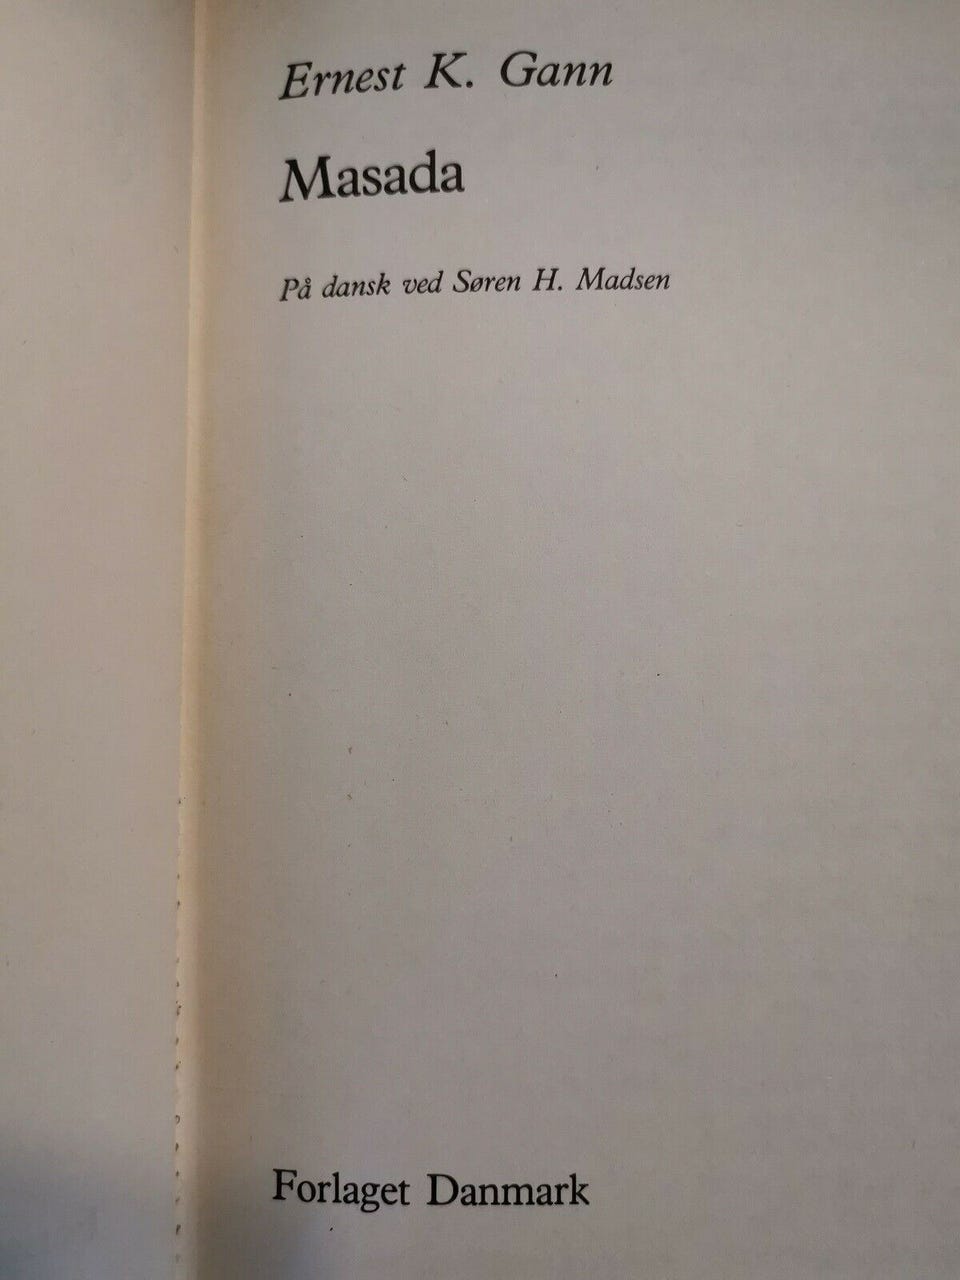 Ernest K. Gann
Masada
På dansk ved Søren H. Madsen
Forlaget Danmark